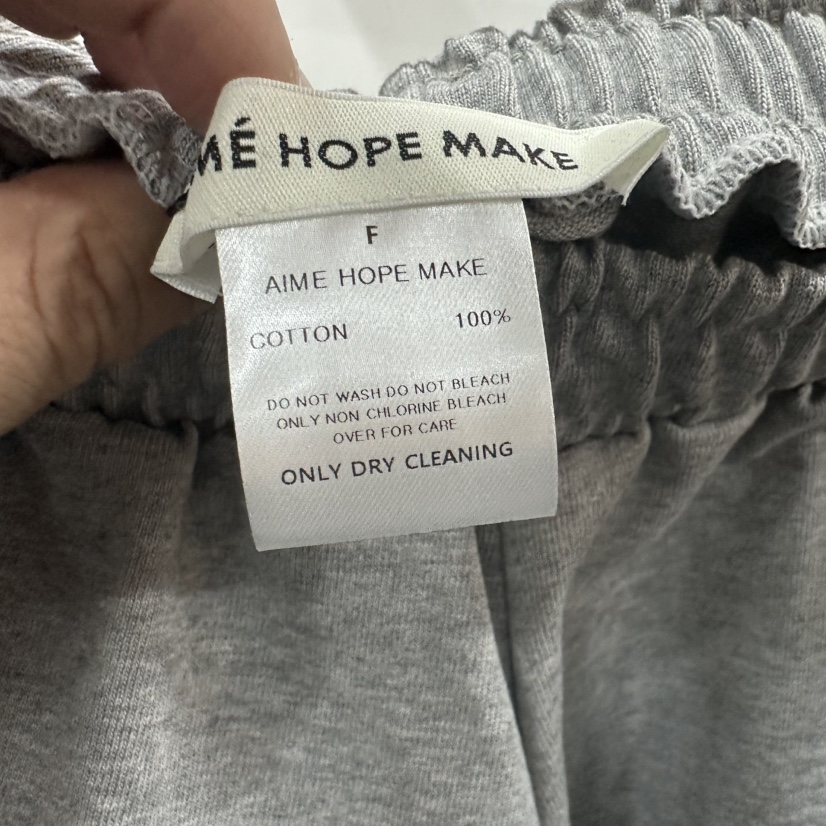 MÉ HOPE MAKE
F
AIME HOPE MAKE
COTTON 100%
DO NOT WASH DO NOT BLEACH
ONLY NON CHLORINE BLEACH
OVER FOR CARE
ONLY DRY CLEANING